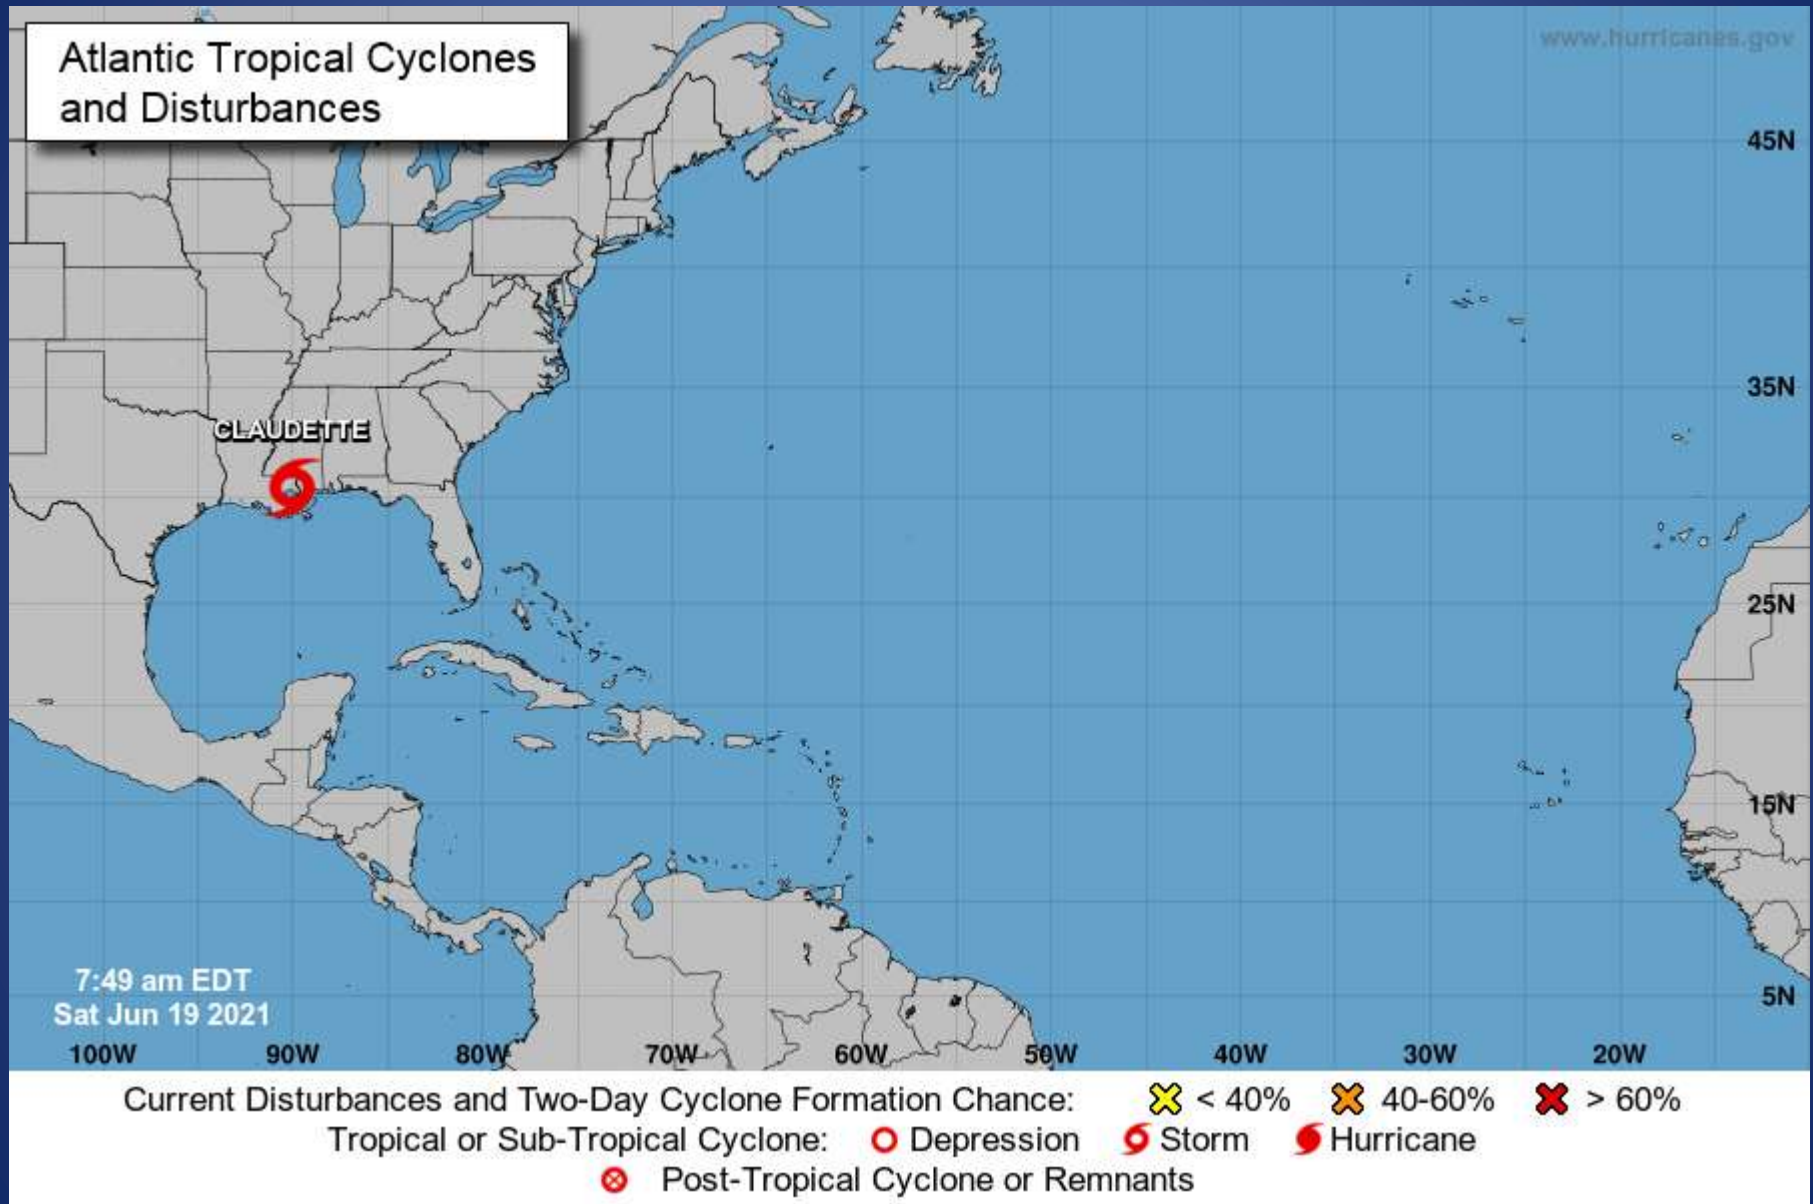 Atlantic Tropical Cyclones
and Disturbances
www.hurricanes.gov
45N
35N
CLAUDETTE
25N
15N
7:49 am EDT
Sat Jun 19 2021
5N
100W 90W 80W 70W 60W 50W 40W 30W 20W
Current Disturbances and Two-Day Cyclone Formation Chance: < 40% 40-60% > 60%
Tropical or Sub-Tropical Cyclone: Depression Storm Hurricane
Post-Tropical Cyclone or Remnants